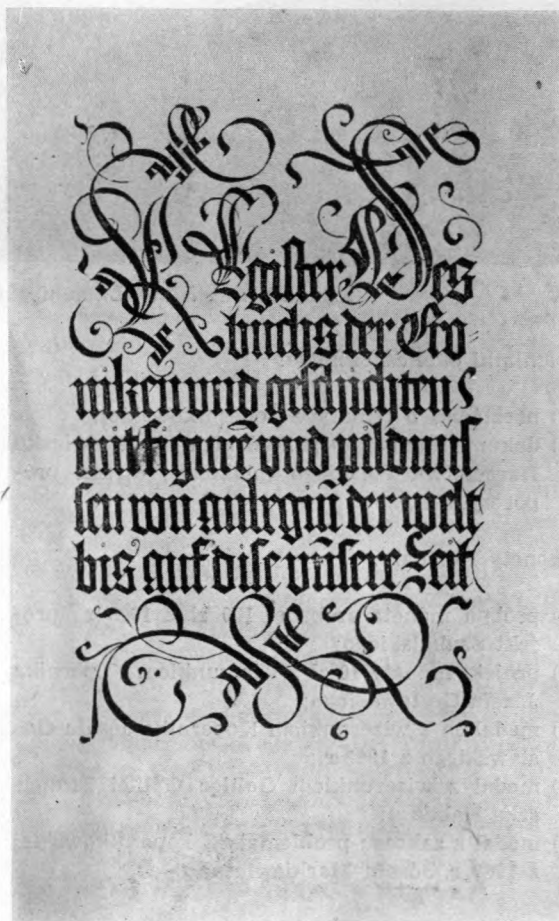 REgister Des
buchs der Cro-
niken vnd geschichten
mit figurē vnd pildnus
sen von anbegiñ der welt
bis auf dise vñsere Zeit